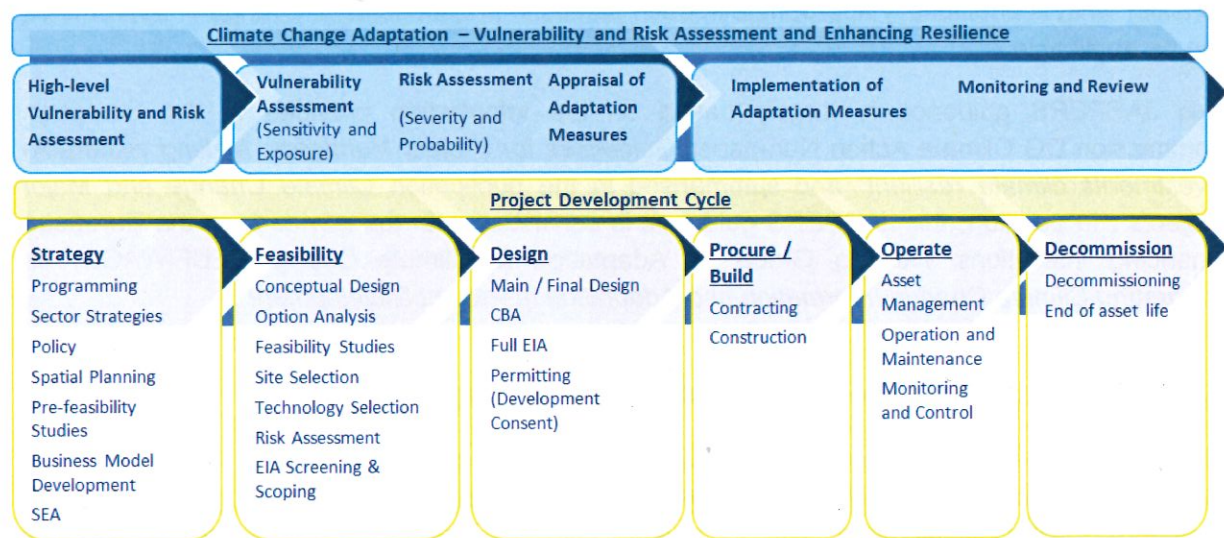 Climate Change Adaptation – Vulnerability and Risk Assessment and Enhancing Resilience
High-level
Vulnerability and Risk
Assessment
Vulnerability
Assessment
(Sensitivity and
Exposure)
Risk Assessment
(Severity and
Probability)
Appraisal of
Adaptation
Measures
Implementation of
Adaptation Measures
Monitoring and Review
Project Development Cycle
Strategy
Programming
Sector Strategies
Policy
Spatial Planning
Pre-feasibility
Studies
Business Model
Development
SEA
Feasibility
Conceptual Design
Option Analysis
Feasibility Studies
Site Selection
Technology Selection
Risk Assessment
EIA Screening &
Scoping
Design
Main / Final Design
CBA
Full EIA
Permitting
(Development
Consent)
Procure /
Build
Contracting
Construction
Operate
Asset
Management
Operation and
Maintenance
Monitoring
and Control
Decommission
Decommissioning
End of asset life